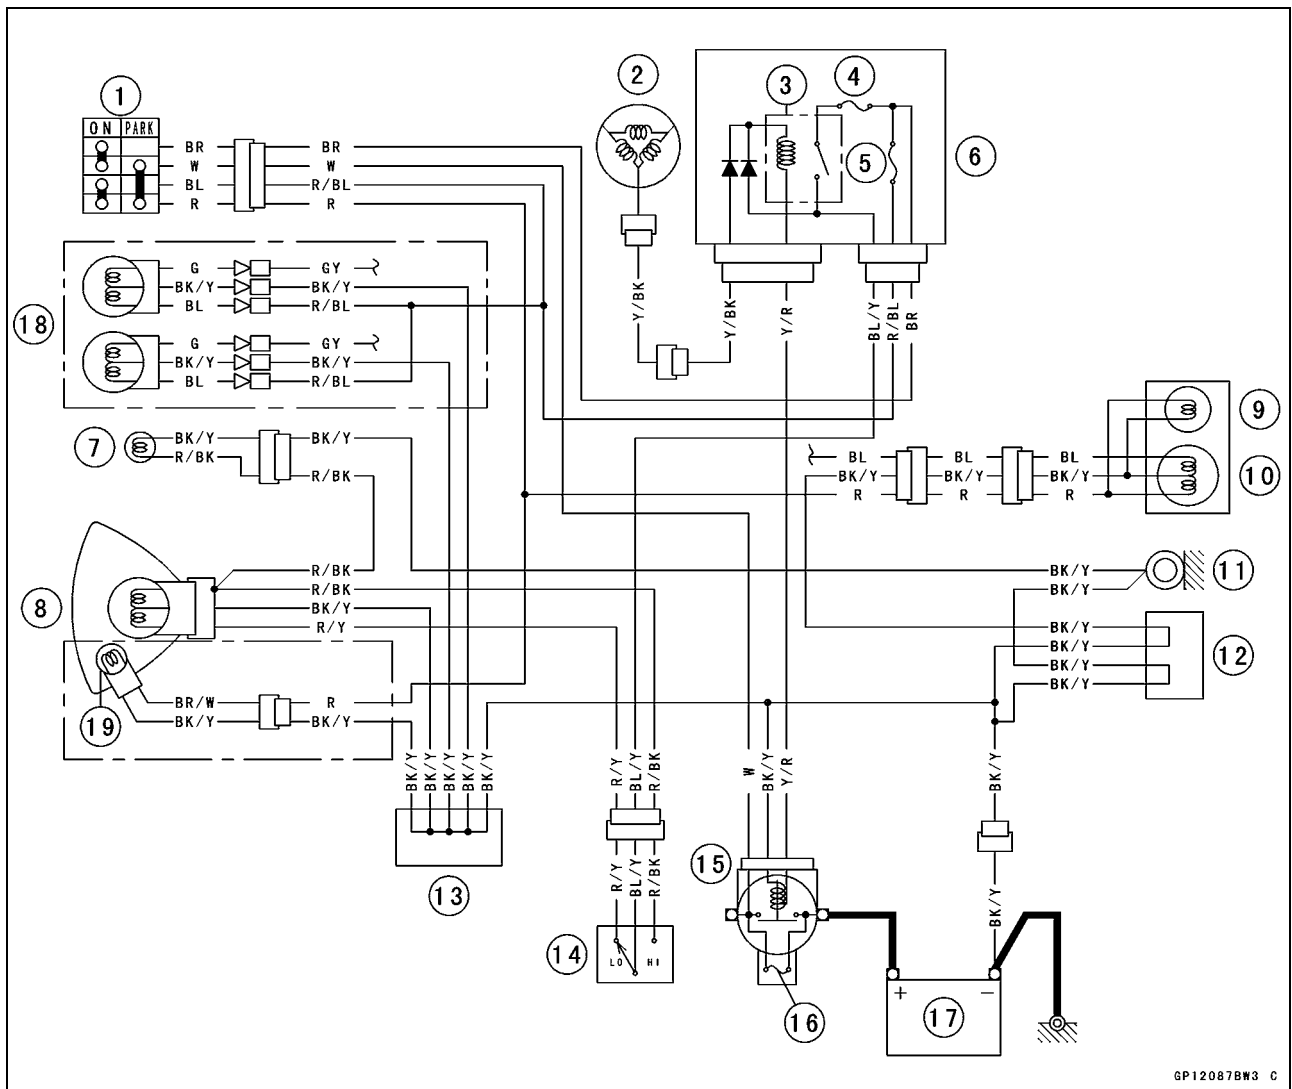 1
ON PARK
BR BR
W W
BL R/BL
R R
2
3
4
5
6
18
G GY
BK/Y BK/Y
BL R/BL
G GY
BK/Y BK/Y
BL R/BL
Y/BK
Y/BK
Y/R
BL/Y
R/BL
BR
7
BK/Y BK/Y
R/BK
R/BK
9
10
BL BL BL
BK/Y BK/Y BK/Y
R R R
8
R/BK
R/BK
BK/Y
R/Y
11
BK/Y
BK/Y
12
BK/Y
BK/Y
BK/Y
BK/Y
19
BR/W R
BK/Y BK/Y
BK/Y
BK/Y
BK/Y
BK/Y
BK/Y
R/Y
BL/Y
R/BK
W
BK/Y
Y/R
BK/Y
13
R/Y
BL/Y
R/BK
15
BK/Y
14
LO HI
16
+ −
17
GP12087BW3 C